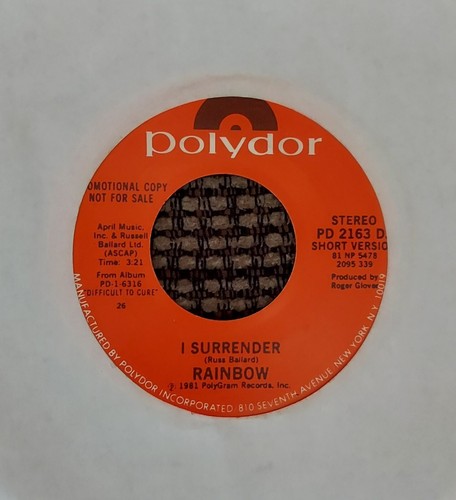 polydor
OMOTIONAL COPY
NOT FOR SALE
April Music,
Inc. & Russell
Ballard Ltd.
(ASCAP)
Time: 3:21
From Album
PD-1-6316
"DIFFICULT TO CURE"
26
STEREO
PD 2163 D
SHORT VERSIO
81 NP 5478
2095 339
Produced by
Roger Glove
I SURRENDER
(Russ Ballard)
RAINBOW
Ⓟ 1981 PolyGram Records, Inc.
MANUFACTURED BY POLYDOR INCORPORATED/810 SEVENTH AVENUE, NEW YORK, N.Y. 10019